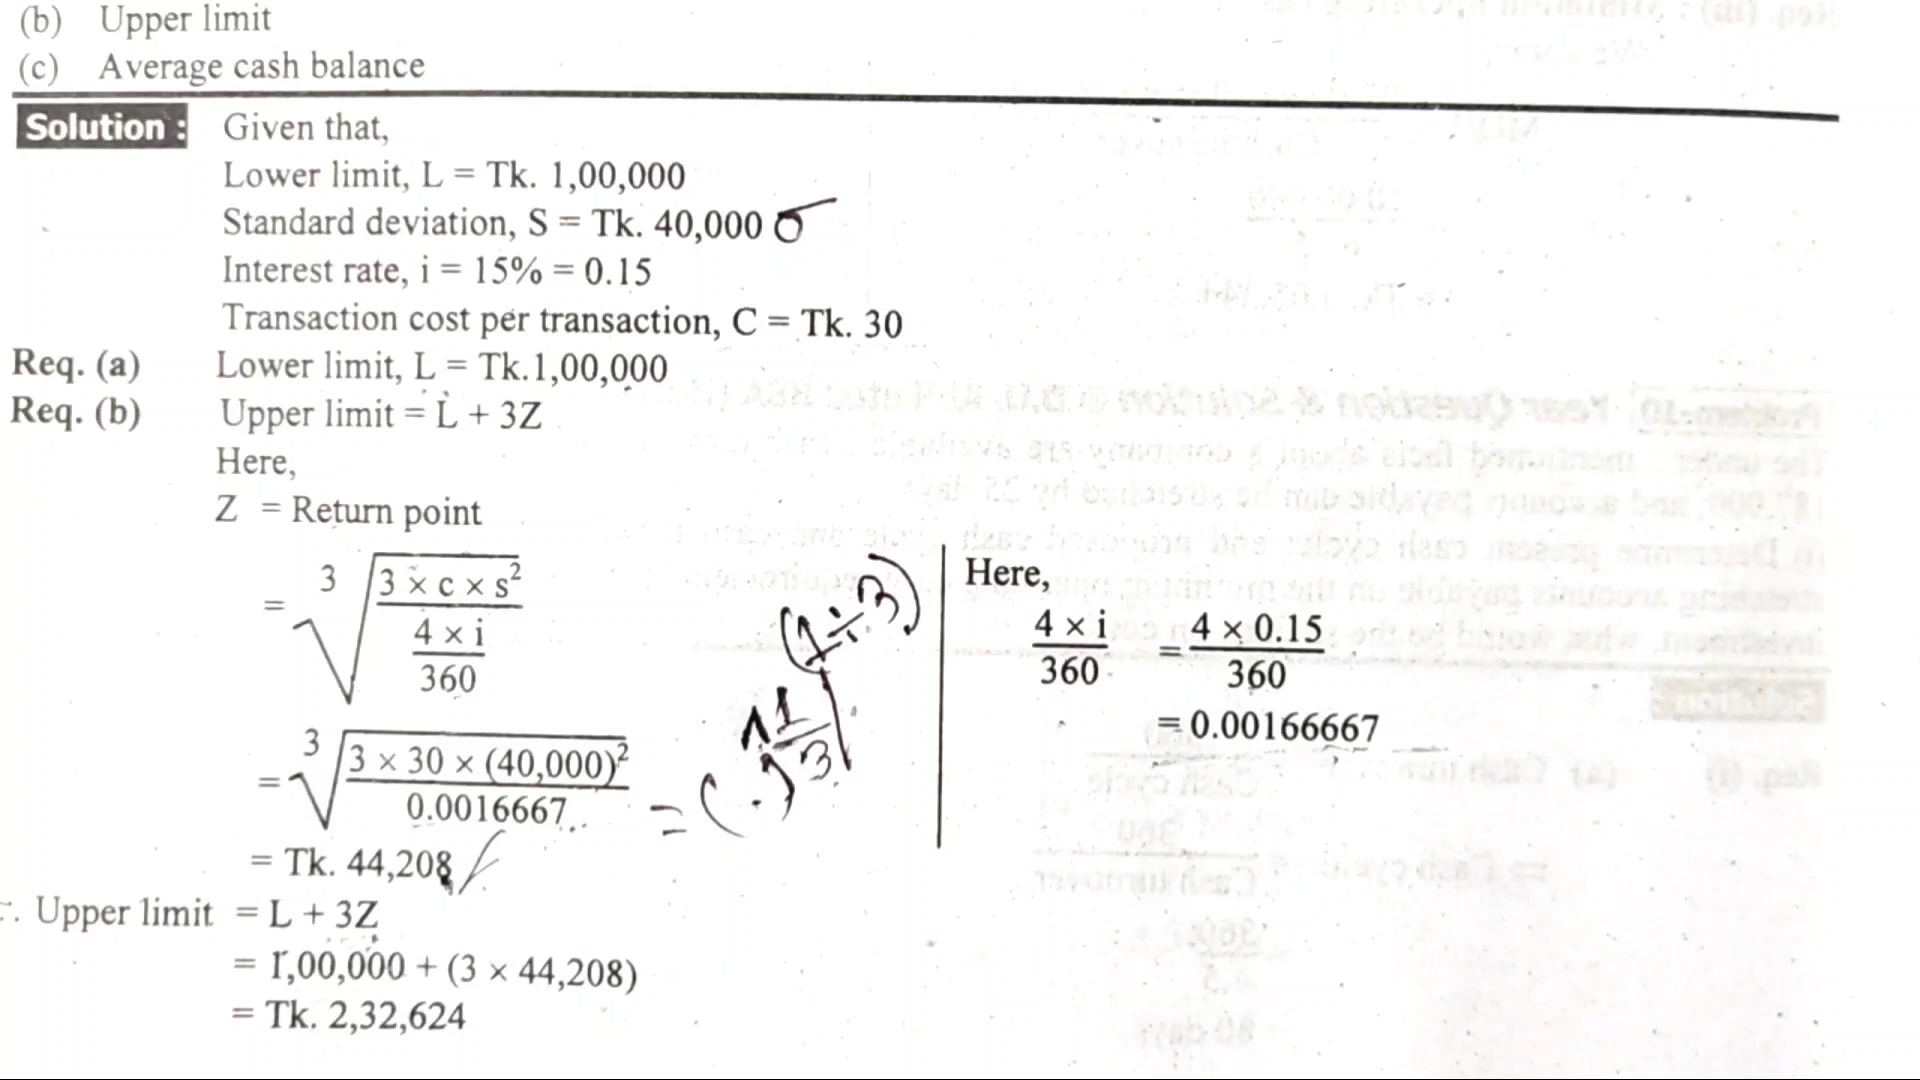 (b) Upper limit
(c) Average cash balance
Solution : Given that,
Lower limit, L = Tk. 1,00,000
Standard deviation, S = Tk. 40,000 σ
Interest rate, i = 15% = 0.15
Transaction cost per transaction, C = Tk. 30
Req. (a) Lower limit, L = Tk.1,00,000
Req. (b) Upper limit = L + 3Z
Here,
Z = Return point
= ∛((3 × c × s²) / ((4 × i) / 360))
= ∛((3 × 30 × (40,000)²) / 0.0016667)
= Tk. 44,208
∴ Upper limit = L + 3Z
= 1,00,000 + (3 × 44,208)
= Tk. 2,32,624
(1÷3)
Here,
(4 × i) / 360 = (4 × 0.15) / 360
= 0.00166667